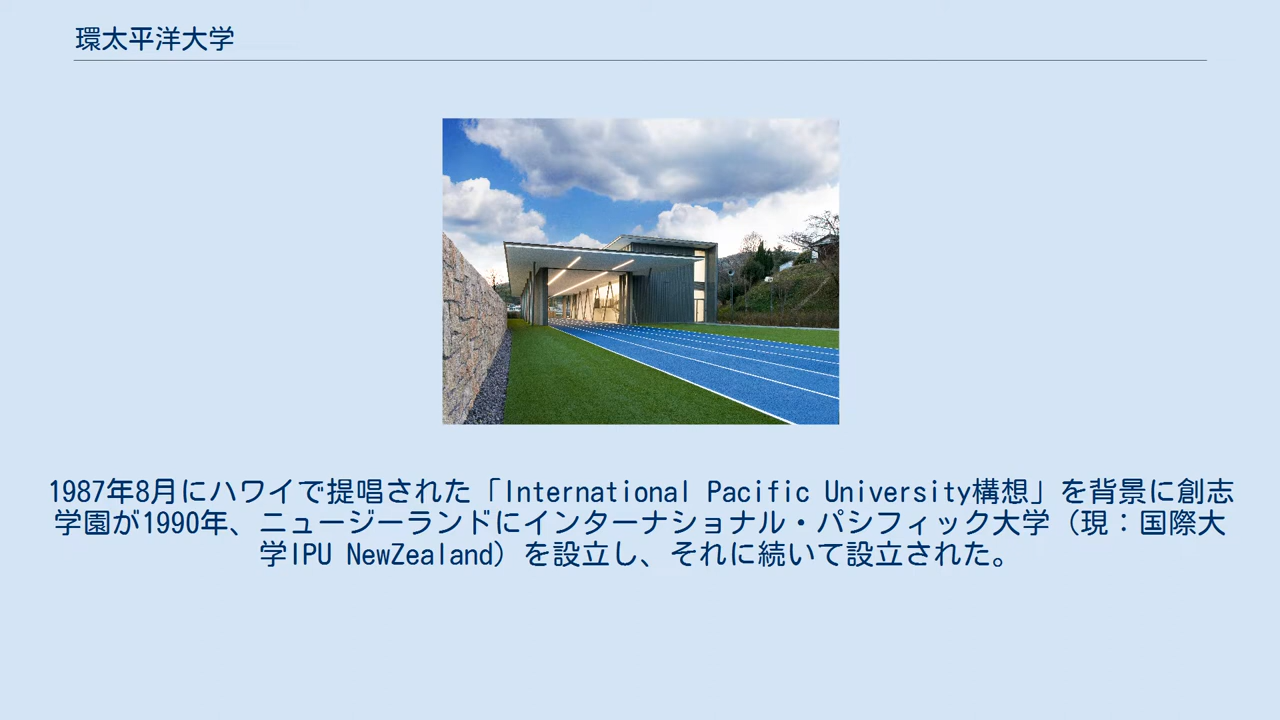 環太平洋大学
1987年8月にハワイで提唱された「International Pacific University構想」を背景に創志
学園が1990年、ニュージーランドにインターナショナル・パシフィック大学（現：国際大
学IPU NewZealand）を設立し、それに続いて設立された。